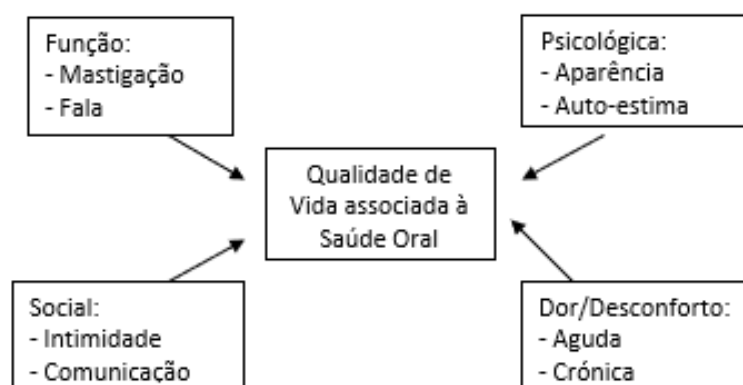 Função:
- Mastigação
- Fala
Psicológica:
- Aparência
- Auto-estima
Qualidade de
Vida associada à
Saúde Oral
Social:
- Intimidade
- Comunicação
Dor/Desconforto:
- Aguda
- Crónica